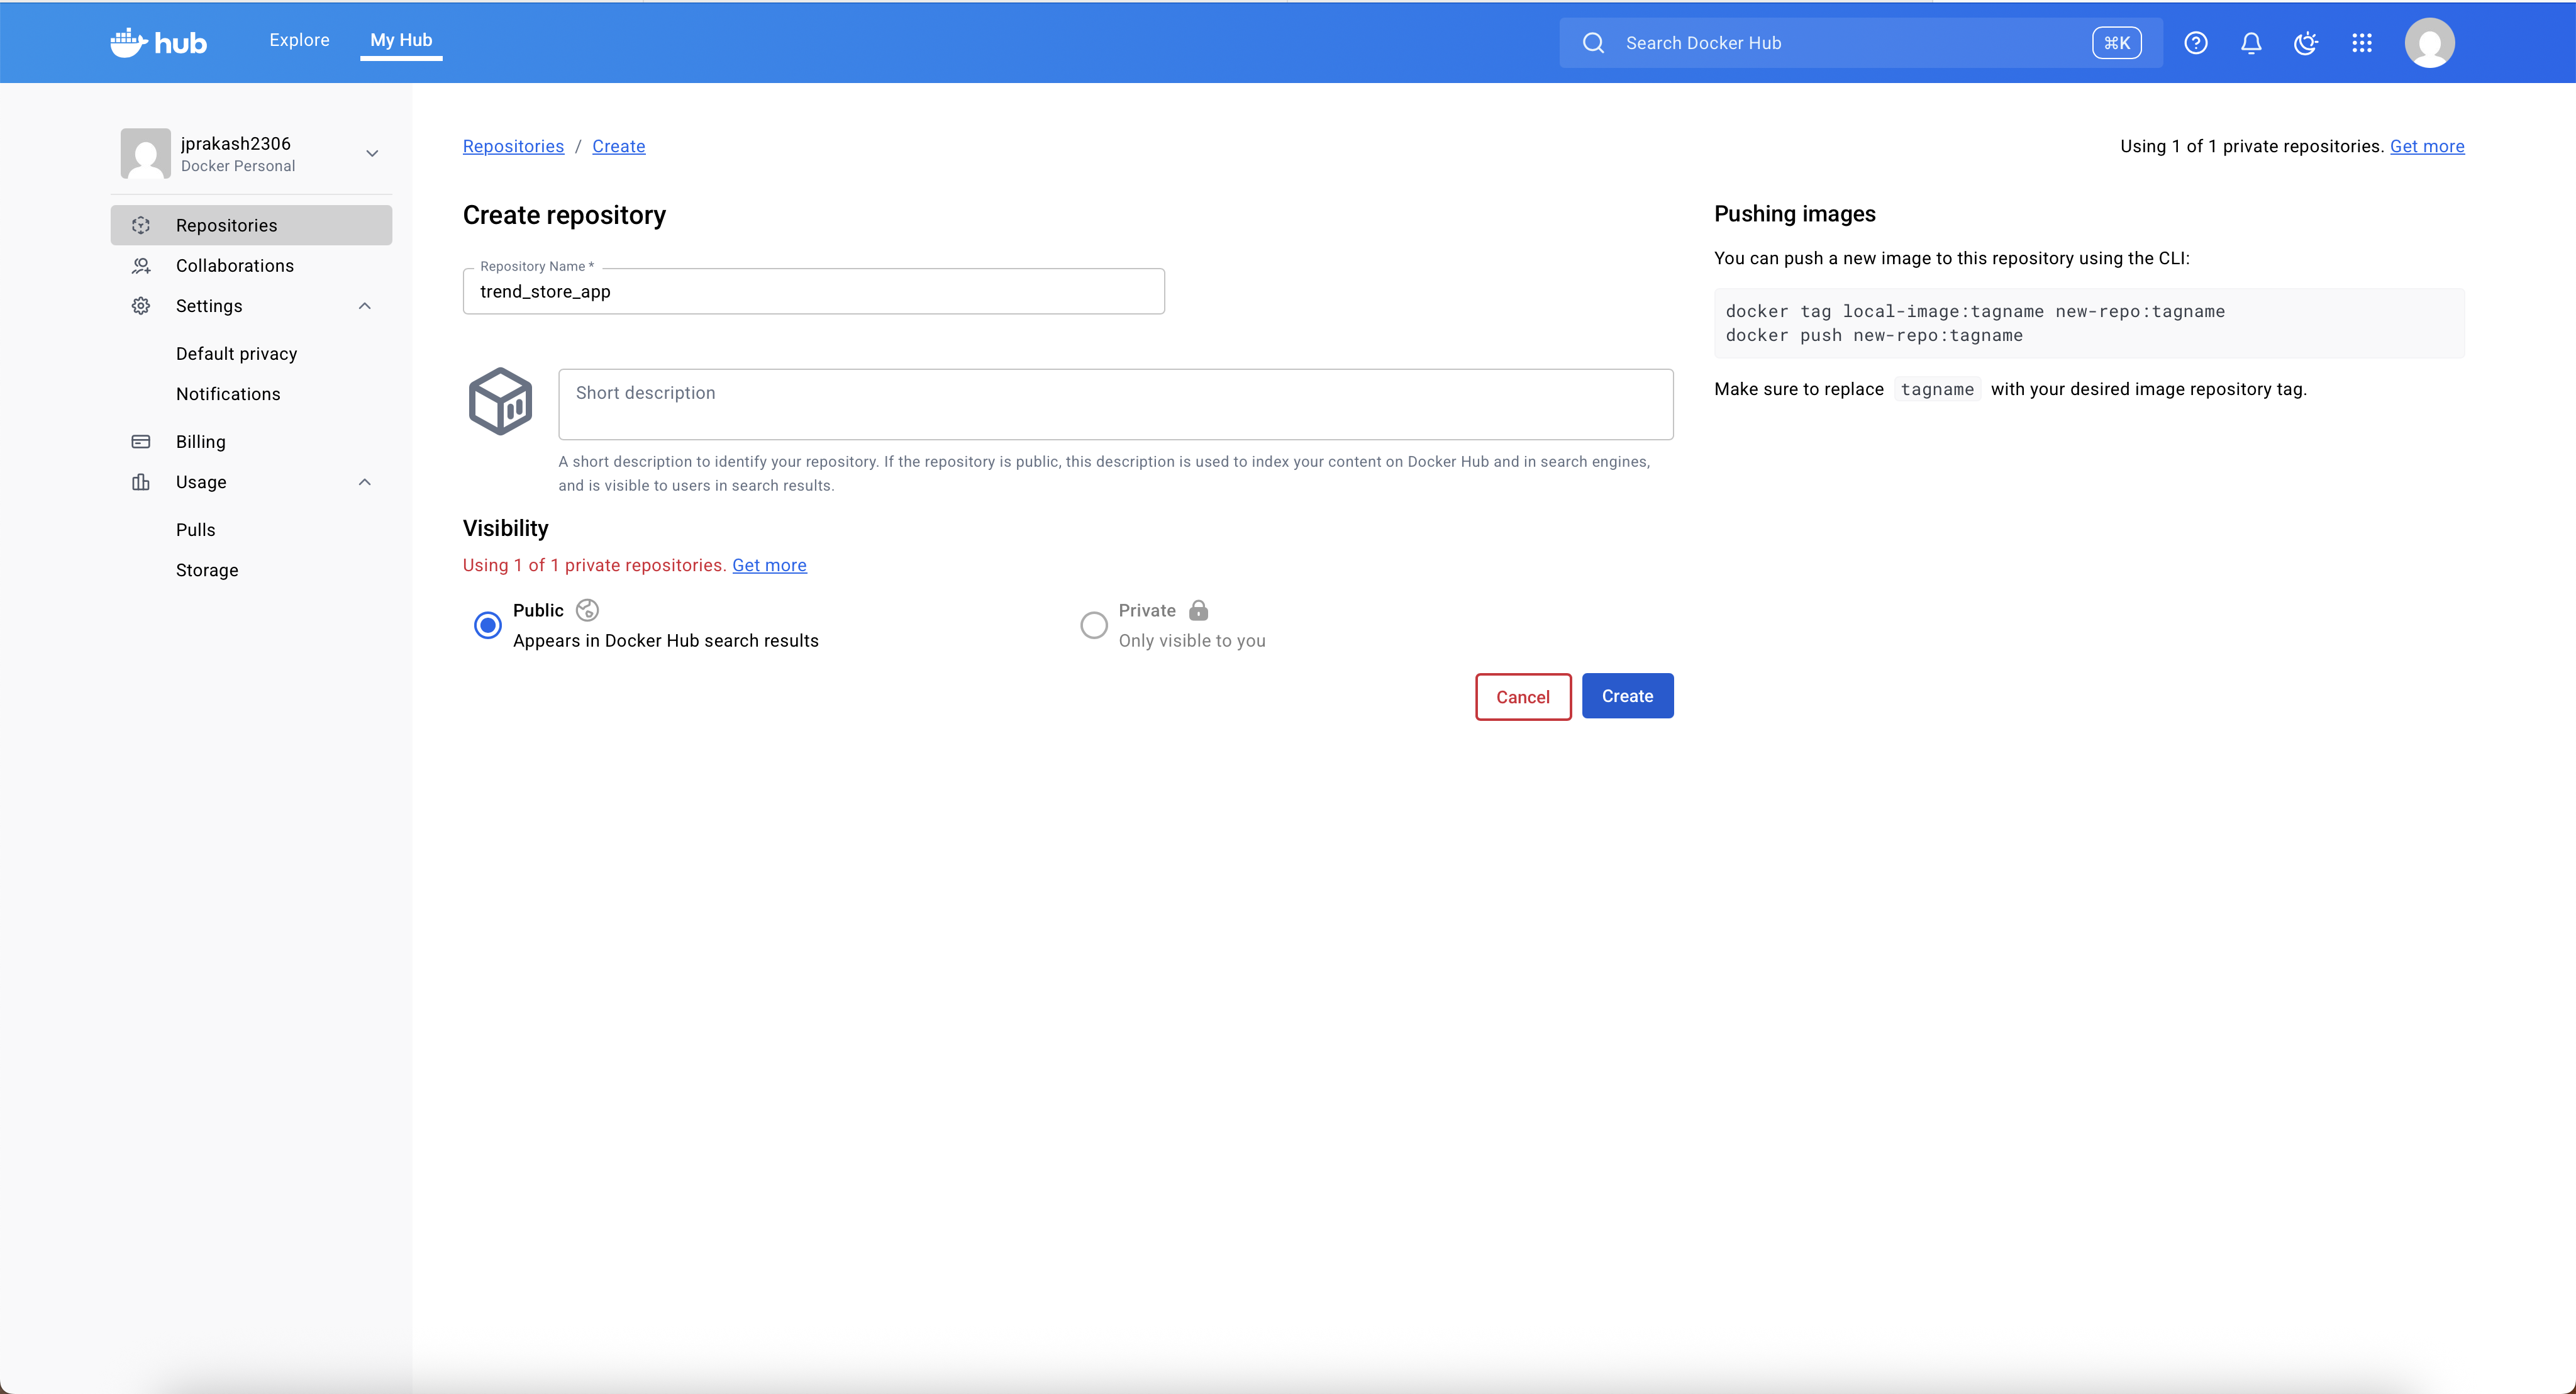 hub
Explore
My Hub
Search Docker Hub
⌘K
jprakash2306
Docker Personal
Repositories
Collaborations
Settings
Default privacy
Notifications
Billing
Usage
Pulls
Storage
Repositories / Create
Using 1 of 1 private repositories. Get more
Create repository
Repository Name *
trend_store_app
Short description
A short description to identify your repository. If the repository is public, this description is used to index your content on Docker Hub and in search engines,
and is visible to users in search results.
Visibility
Using 1 of 1 private repositories. Get more
Public
Appears in Docker Hub search results
Private
Only visible to you
Cancel
Create
Pushing images
You can push a new image to this repository using the CLI:
docker tag local-image:tagname new-repo:tagname
docker push new-repo:tagname
Make sure to replace tagname with your desired image repository tag.